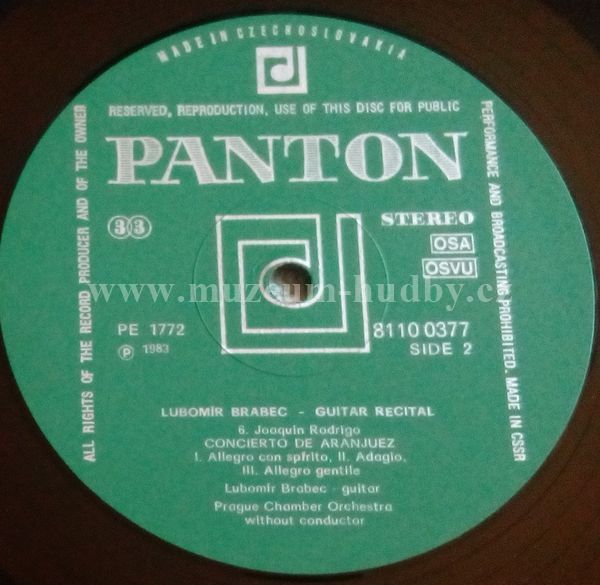 MADE IN CZECHOSLOVAKIA
RESERVED, REPRODUCTION, USE OF THIS DISC FOR PUBLIC
PERFORMANCE AND BROADCASTING PROHIBITED. MADE IN CSSR
ALL RIGHTS OF THE RECORD PRODUCER AND OF THE OWNER
PANTON
33
STEREO
OSA
OSVU
www.muzeum-hudby.c
PE 1772
8110 0377
Ⓟ 1983
SIDE 2
LUBOMÍR BRABEC - GUITAR RECITAL
6. Joaquin Rodrigo
CONCIERTO DE ARANJUEZ
I. Allegro con spírito, II. Adagio,
III. Allegro gentile
Lubomír Brabec - guitar
Prague Chamber Orchestra
without conductor